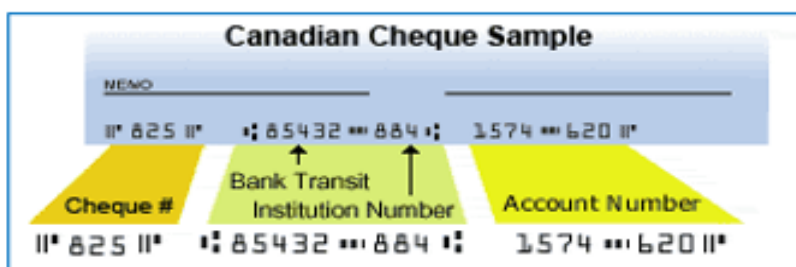 Canadian Cheque Sample
MEMO
⑈ 825 ⑈ ⑆ 85432 ⑉ 884 ⑆ 1574 ⑉ 620 ⑈
Bank Transit
Cheque # Institution Number Account Number
⑈ 825 ⑈ ⑆ 85432 ⑉ 884 ⑆ 1574 ⑉ 620 ⑈